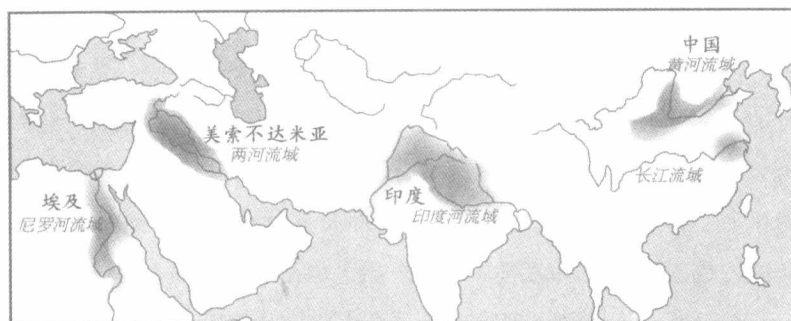 中国
黄河流域
美索不达米亚
两河流域
长江流域
埃及
尼罗河流域
印度
印度河流域